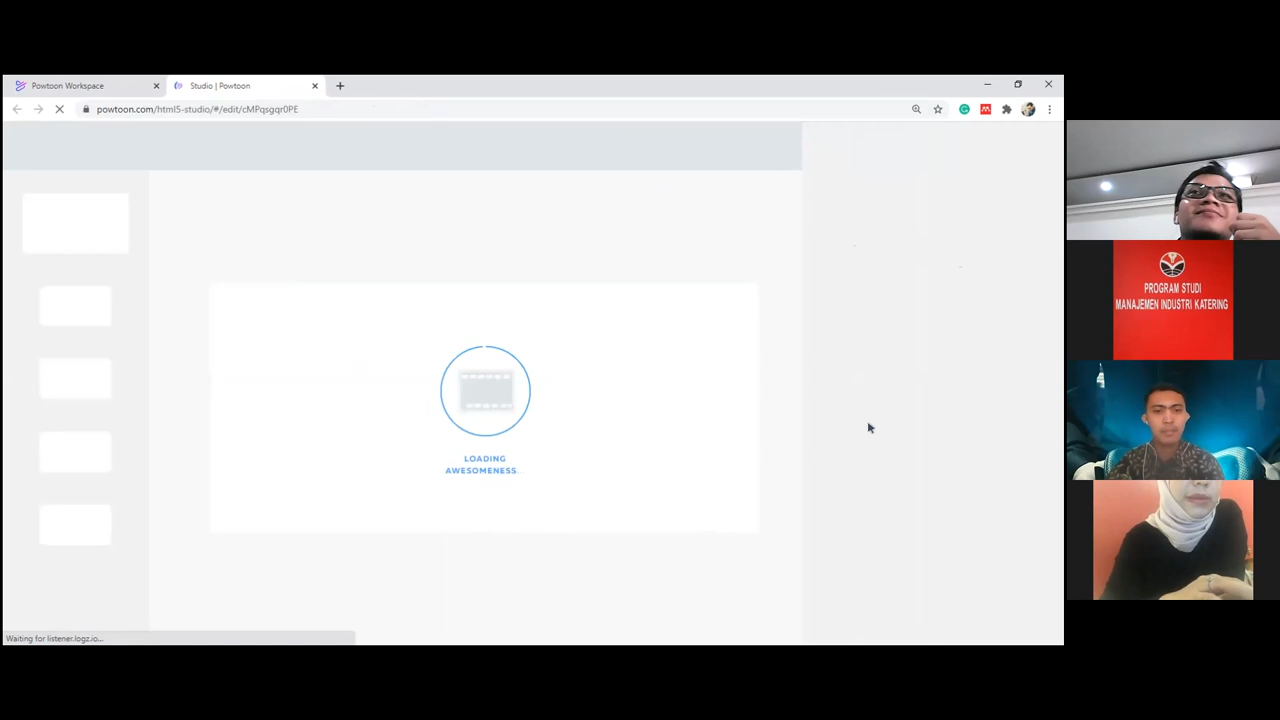 Powtoon Workspace
Studio | Powtoon
powtoon.com/html5-studio/#/edit/cMPqsgqr0PE
LOADING
AWESOMENESS...
Waiting for listener.logz.io...
PROGRAM STUDI
MANAJEMEN INDUSTRI KATERING